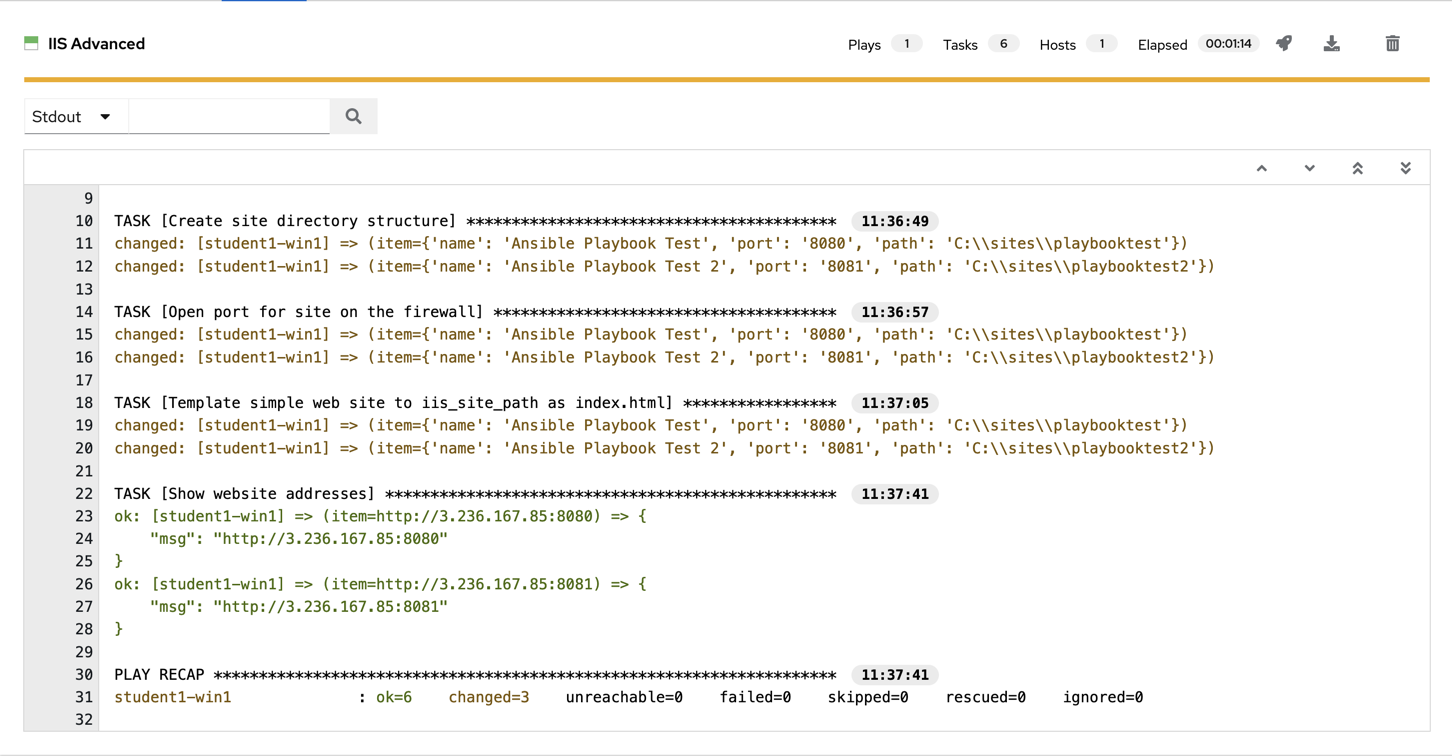 IIS Advanced
Plays 1 Tasks 6 Hosts 1 Elapsed 00:01:14
Stdout
9
10 TASK [Create site directory structure] ***************************************** 11:36:49
11 changed: [student1-win1] => (item={'name': 'Ansible Playbook Test', 'port': '8080', 'path': 'C:\\sites\\playbooktest'})
12 changed: [student1-win1] => (item={'name': 'Ansible Playbook Test 2', 'port': '8081', 'path': 'C:\\sites\\playbooktest2'})
13
14 TASK [Open port for site on the firewall] ************************************** 11:36:57
15 changed: [student1-win1] => (item={'name': 'Ansible Playbook Test', 'port': '8080', 'path': 'C:\\sites\\playbooktest'})
16 changed: [student1-win1] => (item={'name': 'Ansible Playbook Test 2', 'port': '8081', 'path': 'C:\\sites\\playbooktest2'})
17
18 TASK [Template simple web site to iis_site_path as index.html] ***************** 11:37:05
19 changed: [student1-win1] => (item={'name': 'Ansible Playbook Test', 'port': '8080', 'path': 'C:\\sites\\playbooktest'})
20 changed: [student1-win1] => (item={'name': 'Ansible Playbook Test 2', 'port': '8081', 'path': 'C:\\sites\\playbooktest2'})
21
22 TASK [Show website addresses] ************************************************** 11:37:41
23 ok: [student1-win1] => (item=http://3.236.167.85:8080) => {
24     "msg": "http://3.236.167.85:8080"
25 }
26 ok: [student1-win1] => (item=http://3.236.167.85:8081) => {
27     "msg": "http://3.236.167.85:8081"
28 }
29
30 PLAY RECAP ********************************************************************* 11:37:41
31 student1-win1              : ok=6    changed=3    unreachable=0    failed=0    skipped=0    rescued=0    ignored=0
32